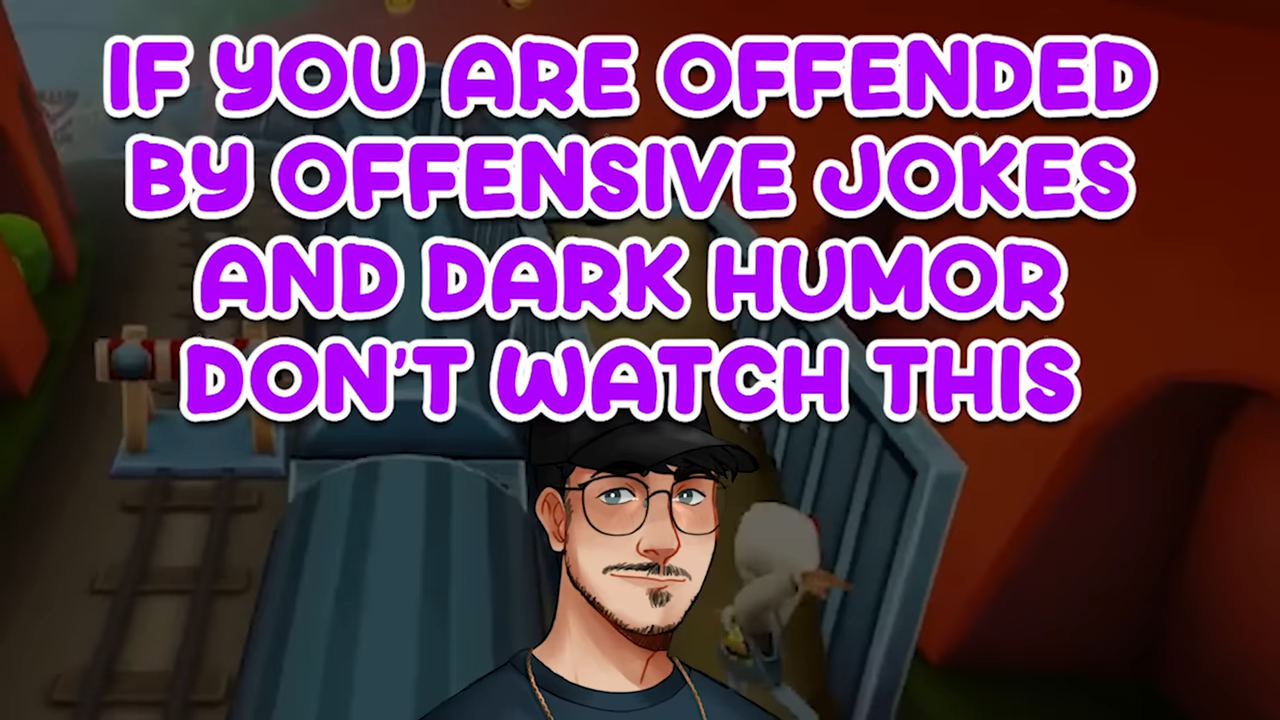 IF YOU ARE OFFENDED
BY OFFENSIVE JOKES
AND DARK HUMOR
DON'T WATCH THIS